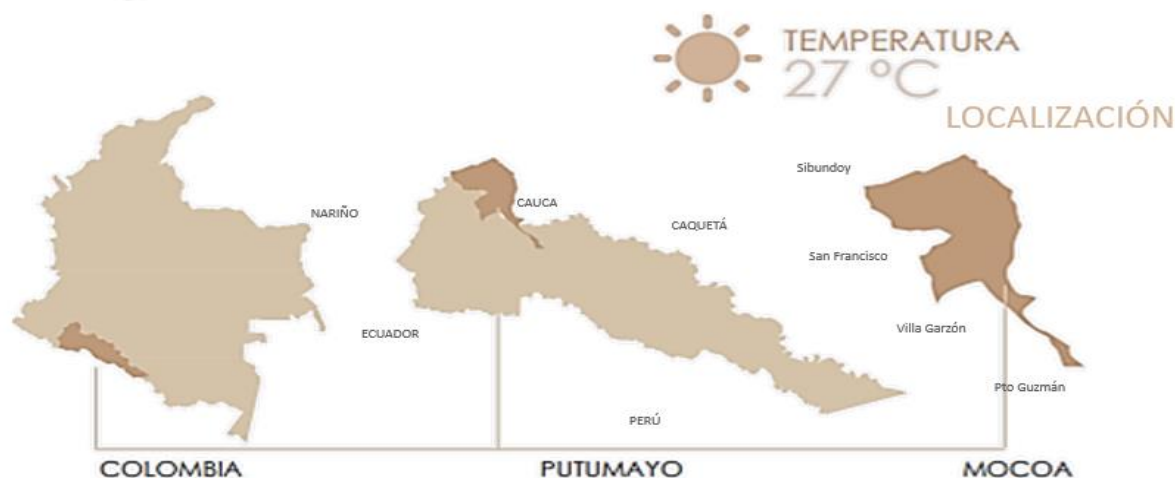 TEMPERATURA
27 °C
LOCALIZACIÓN
Sibundoy
NARIÑO
CAUCA
CAQUETÁ
San Francisco
ECUADOR
Villa Garzón
Pto Guzmán
PERÚ
COLOMBIA
PUTUMAYO
MOCOA